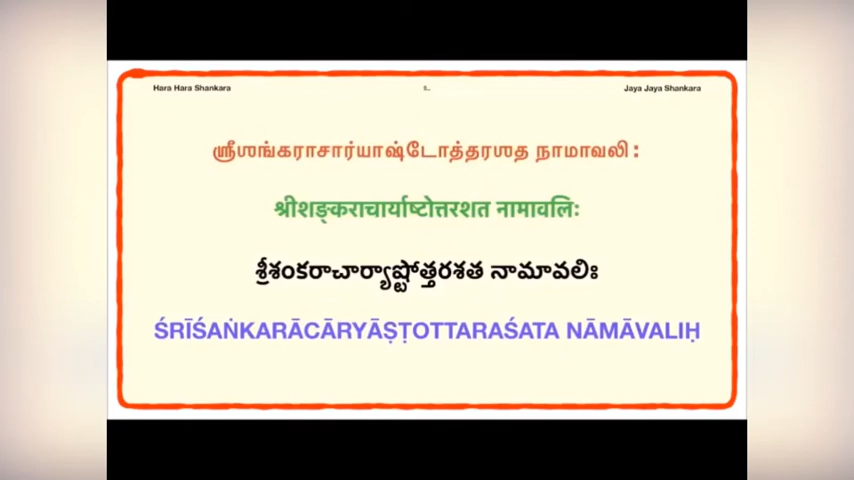 Hara Hara Shankara
Jaya Jaya Shankara
ஸ்ரீஶங்கராசார்யாஷ்டோத்தரஶத நாமாவலி :
श्रीशङ्कराचार्याष्टोत्तरशत नामावलिः
శ్రీశంకరాచార్యాష్టోత్తరశత నామావలిః
ŚRĪŚAṄKARĀCĀRYĀṢṬOTTARAŚATA NĀMĀVALIḤ